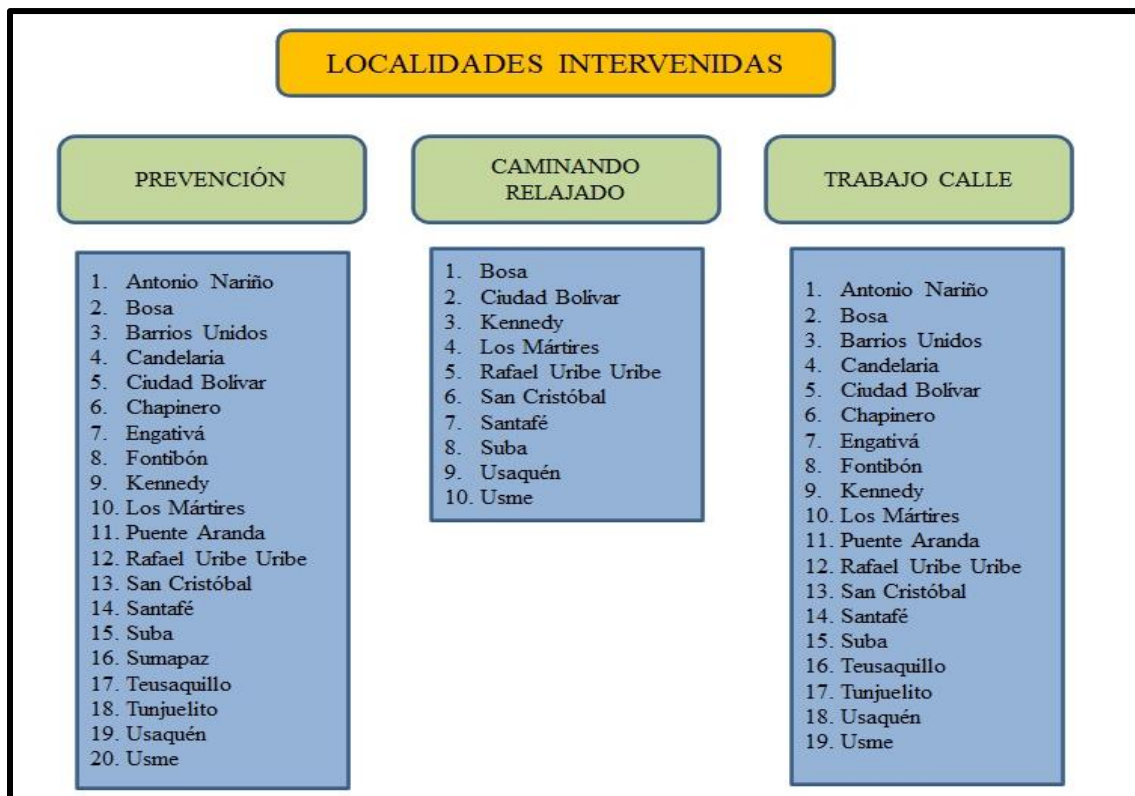 LOCALIDADES INTERVENIDAS
PREVENCIÓN
1. Antonio Nariño
2. Bosa
3. Barrios Unidos
4. Candelaria
5. Ciudad Bolívar
6. Chapinero
7. Engativá
8. Fontibón
9. Kennedy
10. Los Mártires
11. Puente Aranda
12. Rafael Uribe Uribe
13. San Cristóbal
14. Santafé
15. Suba
16. Sumapaz
17. Teusaquillo
18. Tunjuelito
19. Usaquén
20. Usme
CAMINANDO
RELAJADO
1. Bosa
2. Ciudad Bolívar
3. Kennedy
4. Los Mártires
5. Rafael Uribe Uribe
6. San Cristóbal
7. Santafé
8. Suba
9. Usaquén
10. Usme
TRABAJO CALLE
1. Antonio Nariño
2. Bosa
3. Barrios Unidos
4. Candelaria
5. Ciudad Bolívar
6. Chapinero
7. Engativá
8. Fontibón
9. Kennedy
10. Los Mártires
11. Puente Aranda
12. Rafael Uribe Uribe
13. San Cristóbal
14. Santafé
15. Suba
16. Teusaquillo
17. Tunjuelito
18. Usaquén
19. Usme